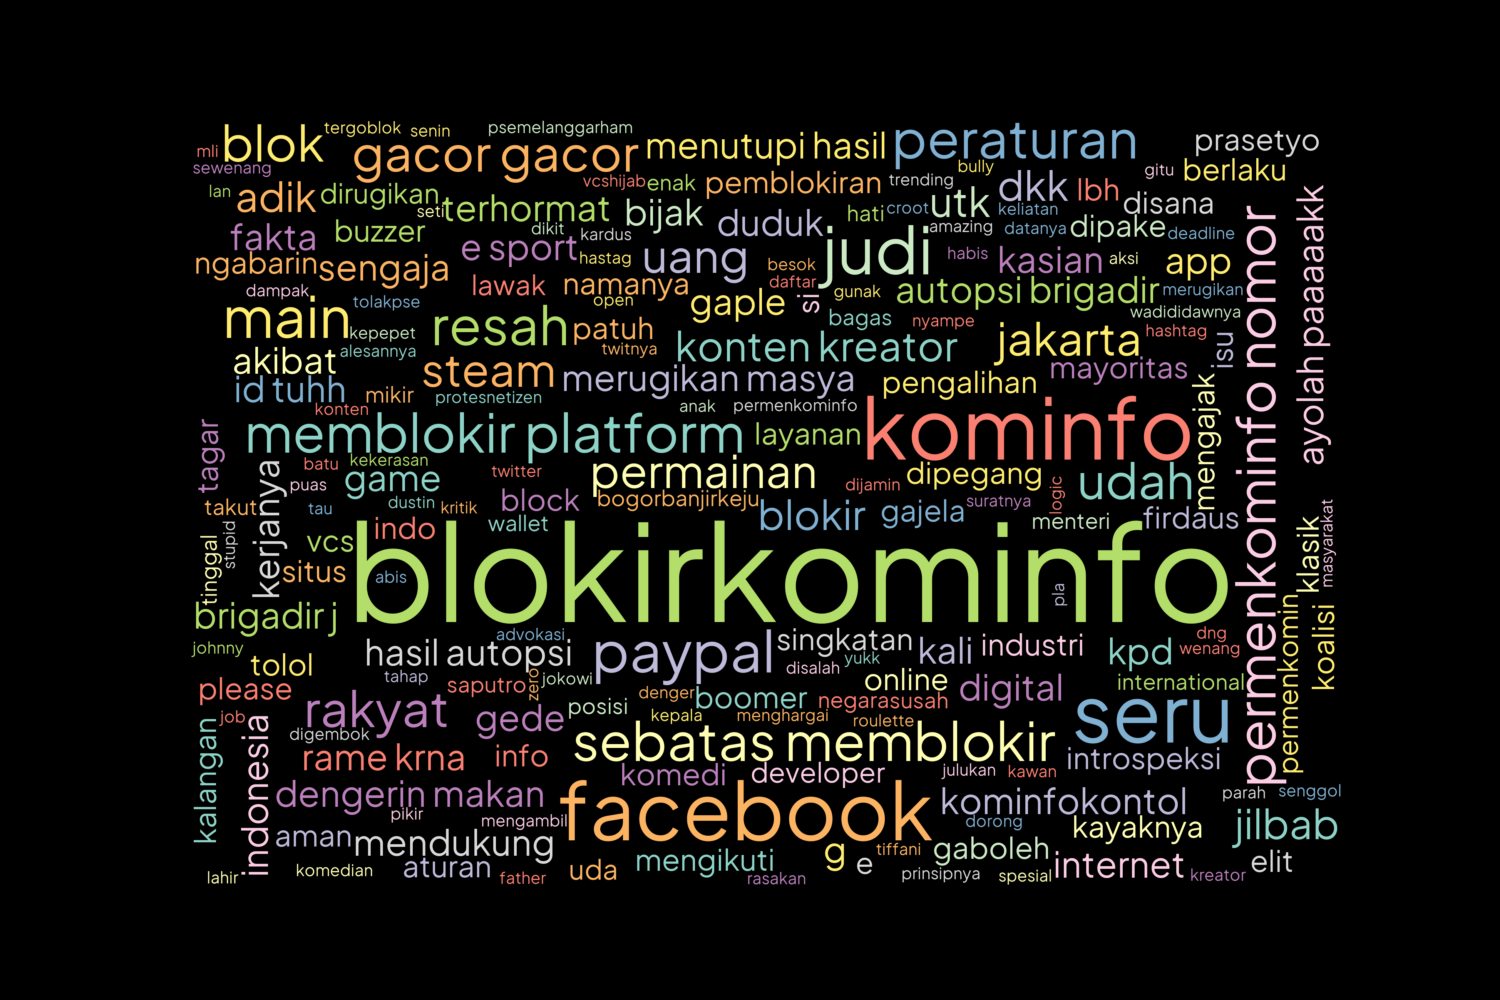 tergoblok senin psemelanggarham
mli blok gacor gacor menutupi hasil peraturan prasetyo
sewenang vcshijab enak pemblokiran trending bully gitu berlaku
lan adik dirugikan dkk lbh
seti terhormat bijak duduk hati croot utk keliatan disana
fakta buzzer dikit kardus amazing datanya dipake deadline
e sport hastag uang judi habis kasian aksi app
ngabarin sengaja besok
dampak lawak namanya daftar gunak autopsi brigadir merugikan
main tolakpse open gaple si wadididawnya
kepepet resah patuh bagas nyampe jakarta hashtag isu
akibat alesannya twitnya konten kreator
id tuhh mikir steam merugikan masya pengalihan mayoritas
konten protesnetizen anak permenkominfo
tagar memblokir platform layanan kominfo mengajak
batu kekerasan twitter permainan dipegang udah
kerjanya puas game dijamin
takut tau dustin kritik block bogorbanjirkeju suratnya logic
indo wallet blokir gajela menteri firdaus
tinggal stupid vcs
situs abis blokirkominfo pla
brigadir j
permenkominfo nomor
ayolah paaaaakk
klasik masyarakat
permenkomin koalisi
johnny advokasi singkatan dng
tolol hasil autopsi paypal kali industri kpd wenang
tahap disalah yukk
please saputro zero jokowi online digital international
job rakyat denger boomer negarasusah
gede posisi kepala menghargai roulette seru
kalangan indonesia digembok
rame krna info sebatas memblokir introspeksi
komedi developer julukan kawan
dengerin makan facebook kominfokontol parah senggol
pikir mengambil dorong
aman mendukung kayaknya jilbab
aturan mengikuti g tiffani gaboleh
lahir komedian father uda rasakan e prinsipnya spesial internet kreator elit